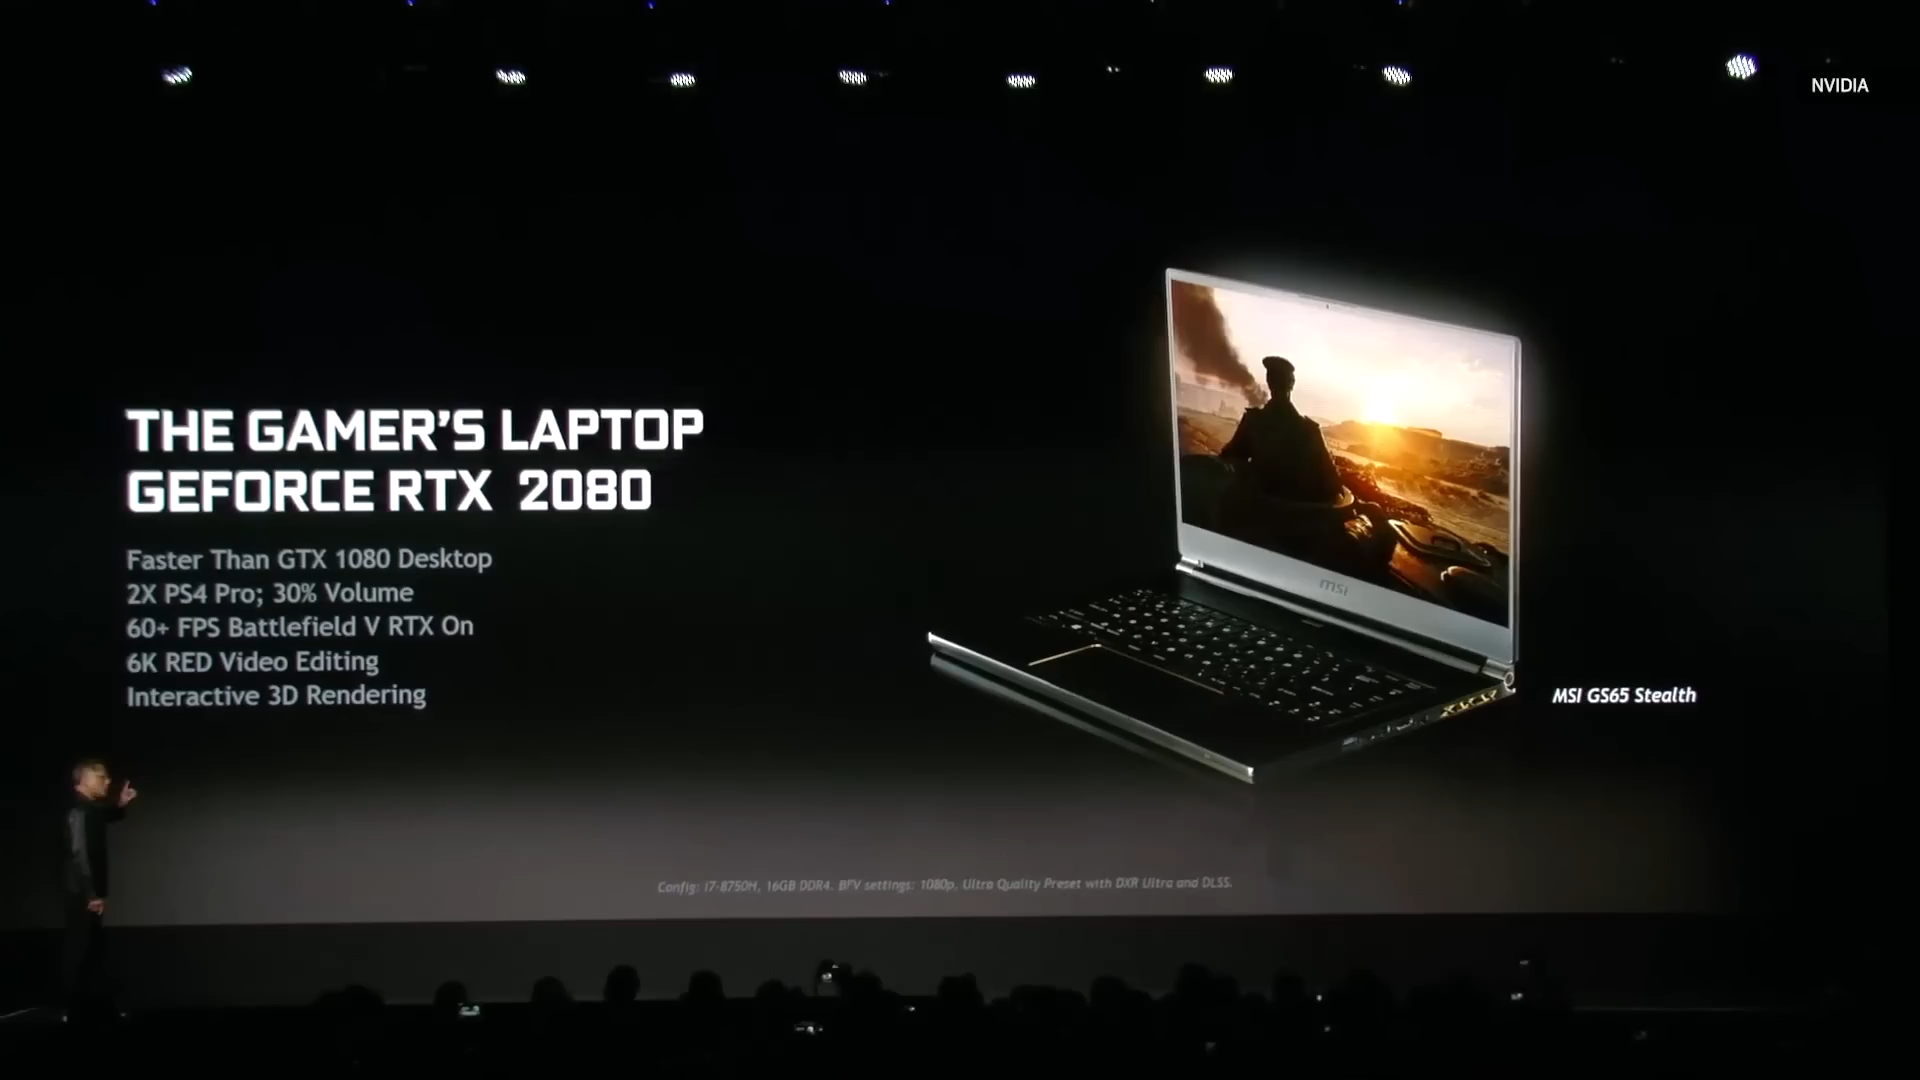 NVIDIA
THE GAMER'S LAPTOP
GEFORCE RTX 2080
Faster Than GTX 1080 Desktop
2X PS4 Pro; 30% Volume
60+ FPS Battlefield V RTX On
6K RED Video Editing
Interactive 3D Rendering
msi
MSI GS65 Stealth
Config: i7-8750H, 16GB DDR4. BFV settings: 1080p, Ultra Quality Preset with DXR Ultra and DLSS.